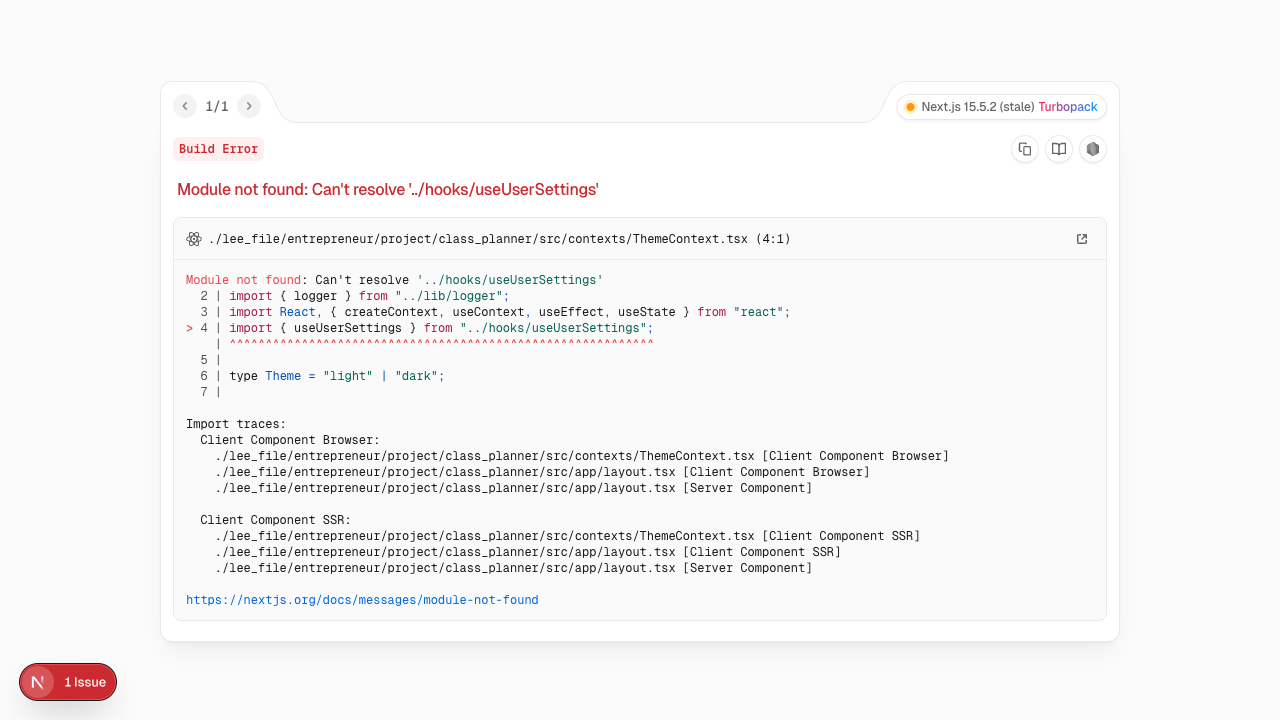 1/1
Next.js 15.5.2 (stale) Turbopack
Build Error
Module not found: Can't resolve '../hooks/useUserSettings'
./lee_file/entrepreneur/project/class_planner/src/contexts/ThemeContext.tsx (4:1)
Module not found: Can't resolve '../hooks/useUserSettings'
  2 | import { logger } from "../lib/logger";
  3 | import React, { createContext, useContext, useEffect, useState } from "react";
> 4 | import { useUserSettings } from "../hooks/useUserSettings";
    | ^^^^^^^^^^^^^^^^^^^^^^^^^^^^^^^^^^^^^^^^^^^^^^^^^^^^^^^^^^^
  5 |
  6 | type Theme = "light" | "dark";
  7 |
Import traces:
  Client Component Browser:
    ./lee_file/entrepreneur/project/class_planner/src/contexts/ThemeContext.tsx [Client Component Browser]
    ./lee_file/entrepreneur/project/class_planner/src/app/layout.tsx [Client Component Browser]
    ./lee_file/entrepreneur/project/class_planner/src/app/layout.tsx [Server Component]
  Client Component SSR:
    ./lee_file/entrepreneur/project/class_planner/src/contexts/ThemeContext.tsx [Client Component SSR]
    ./lee_file/entrepreneur/project/class_planner/src/app/layout.tsx [Client Component SSR]
    ./lee_file/entrepreneur/project/class_planner/src/app/layout.tsx [Server Component]
https://nextjs.org/docs/messages/module-not-found
N 1 Issue